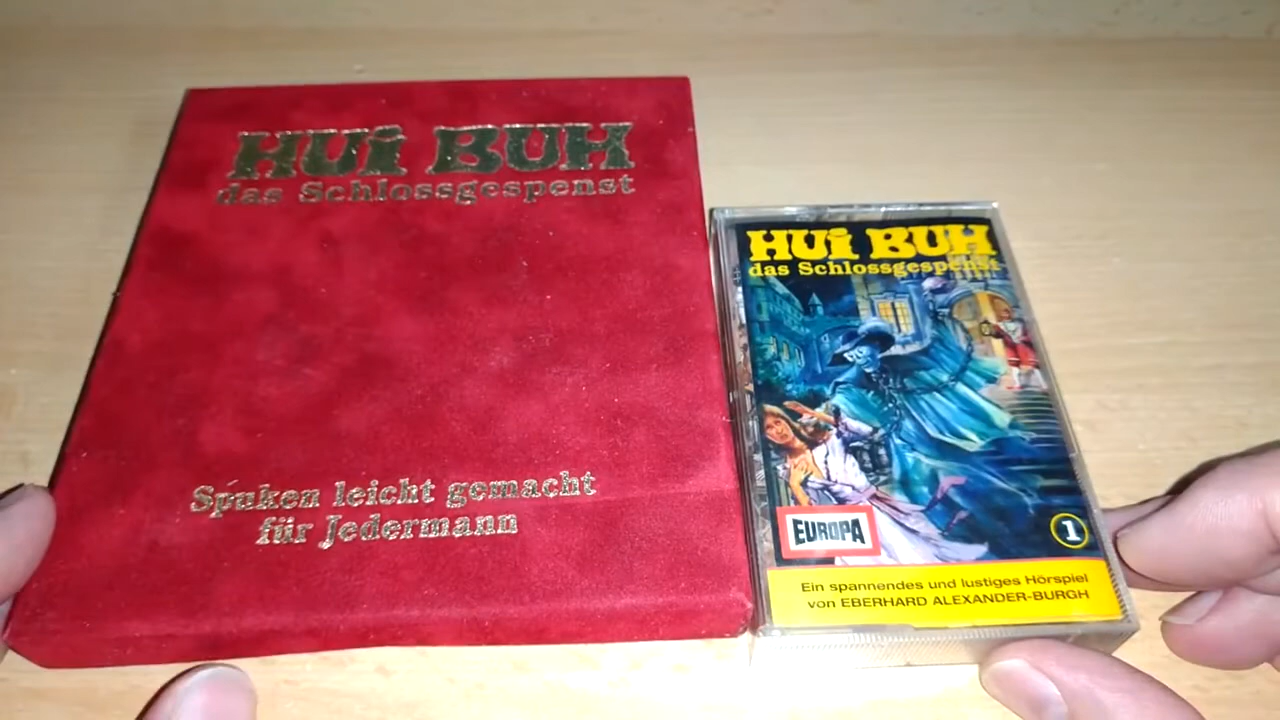 HUi BUH
das Schlossgespenst
Spuken leicht gemacht
für Jedermann
HUi BUH
das Schlossgespenst
EUROPA
1
Ein spannendes und lustiges Hörspiel
von EBERHARD ALEXANDER-BURGH